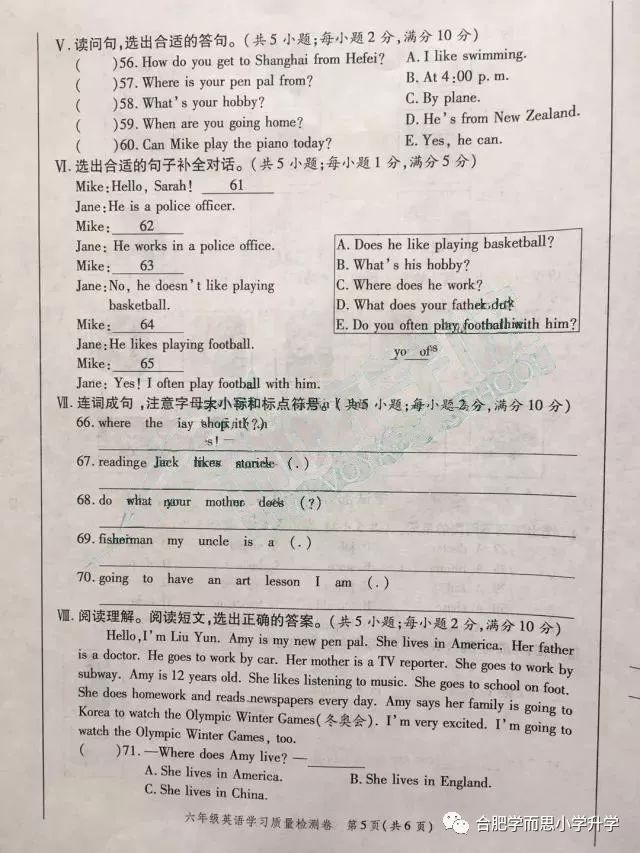 Ⅴ. 读问句,选出合适的答句。(共5小题;每小题2分,满分10分)
( )56. How do you get to Shanghai from Hefei? A. I like swimming.
( )57. Where is your pen pal from? B. At 4:00 p. m.
( )58. What's your hobby? C. By plane.
( )59. When are you going home? D. He's from New Zealand.
( )60. Can Mike play the piano today? E. Yes, he can.
Ⅵ. 选出合适的句子补全对话。(共5小题;每小题1分,满分5分)
Mike:Hello, Sarah! 61
Jane:He is a police officer.
Mike: 62
Jane: He works in a police office.
Mike: 63
Jane:No, he doesn't like playing
basketball.
Mike: 64
Jane:He likes playing football.
Mike: 65
Jane: Yes! I often play football with him.
A. Does he like playing basketball?
B. What's his hobby?
C. Where does he work?
D. What does your father do?
E. Do you often play football with him?
Ⅶ. 连词成句,注意字母大小写和标点符号。(共5小题;每小题2分,满分10分)
66. where the shop (?)
67. Jack likes (.)
68. do what your mother does (?)
69. fisherman my uncle is a (.)
70. going to have an art lesson I am (.)
Ⅷ. 阅读理解。阅读短文,选出正确的答案。(共5小题;每小题2分,满分10分)
Hello,I'm Liu Yun. Amy is my new pen pal. She lives in America. Her father
is a doctor. He goes to work by car. Her mother is a TV reporter. She goes to work by
subway. Amy is 12 years old. She likes listening to music. She goes to school on foot.
She does homework and reads newspapers every day. Amy says her family is going to
Korea to watch the Olympic Winter Games(冬奥会). I'm very excited. I'm going to
watch the Olympic Winter Games, too.
( )71. —Where does Amy live? —
A. She lives in America. B. She lives in England.
C. She lives in China.
六年级英语学习质量检测卷 第5页(共6页)
合肥学而思小学升学